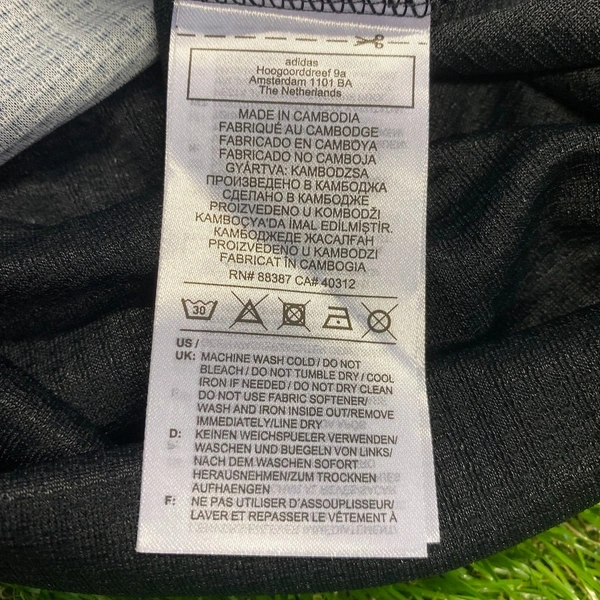 adidas
Hoogoorddreef 9a
Amsterdam 1101 BA
The Netherlands
MADE IN CAMBODIA
FABRIQUÉ AU CAMBODGE
FABRICADO EN CAMBOYA
FABRICADO NO CAMBOJA
GYÁRTVA: KAMBODZSA
ПРОИЗВЕДЕНО В КАМБОДЖА
СДЕЛАНО В КАМБОДЖЕ
PROIZVEDENO U KOMBODŽI
KAMBOÇYA'DA İMAL EDİLMİŞTİR.
КАМБОДЖЕДЕ ЖАСАЛҒАН
PROIZVEDENO U KAMBODZI
FABRICAT ÎN CAMBOGIA
RN# 88387 CA# 40312
30
US /
UK: MACHINE WASH COLD / DO NOT
BLEACH / DO NOT TUMBLE DRY / COOL
IRON IF NEEDED / DO NOT DRY CLEAN
DO NOT USE FABRIC SOFTENER/
WASH AND IRON INSIDE OUT/REMOVE
IMMEDIATELY/LINE DRY
D: KEINEN WEICHSPUELER VERWENDEN/
WASCHEN UND BUEGELN VON LINKS/
NACH DEM WASCHEN SOFORT
HERAUSNEHMEN/ZUM TROCKNEN
AUFHAENGEN
F: NE PAS UTILISER D'ASSOUPLISSEUR/
LAVER ET REPASSER LE VÊTEMENT À